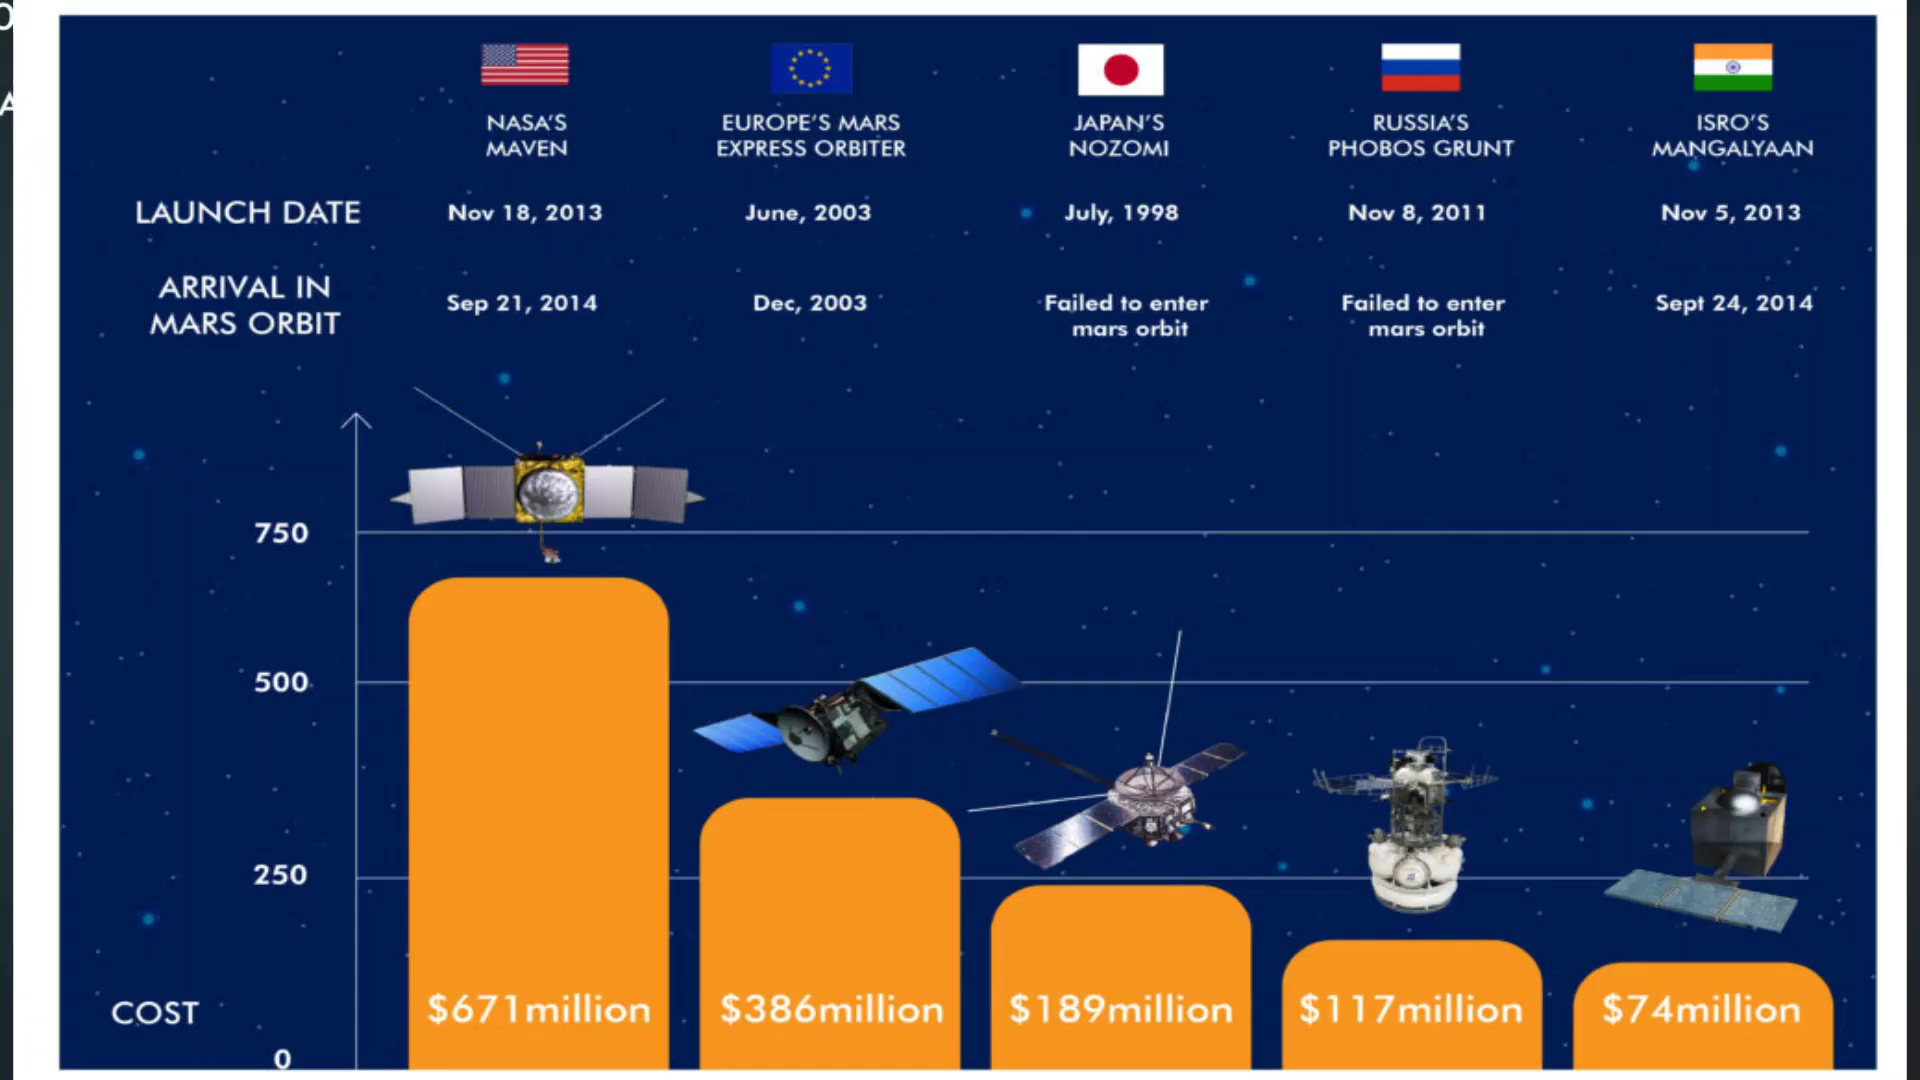 NASA'S
MAVEN
EUROPE'S MARS
EXPRESS ORBITER
JAPAN'S
NOZOMI
RUSSIA'S
PHOBOS GRUNT
ISRO'S
MANGALYAAN
LAUNCH DATE
Nov 18, 2013
June, 2003
July, 1998
Nov 8, 2011
Nov 5, 2013
ARRIVAL IN
MARS ORBIT
Sep 21, 2014
Dec, 2003
Failed to enter
mars orbit
Failed to enter
mars orbit
Sept 24, 2014
750
500
250
COST
$671million
$386million
$189million
$117million
$74million
0